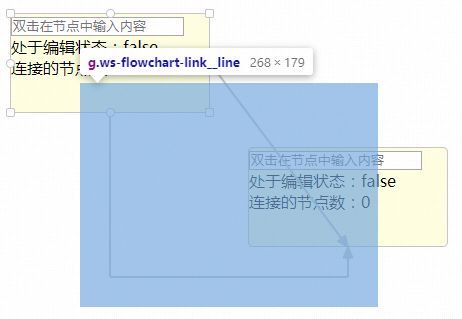 双击在节点中输入内容
处于编辑状态：false
连接的节点
g.ws-flowchart-link__line 268 × 179
双击在节点中输入内容
处于编辑状态：false
连接的节点数：0